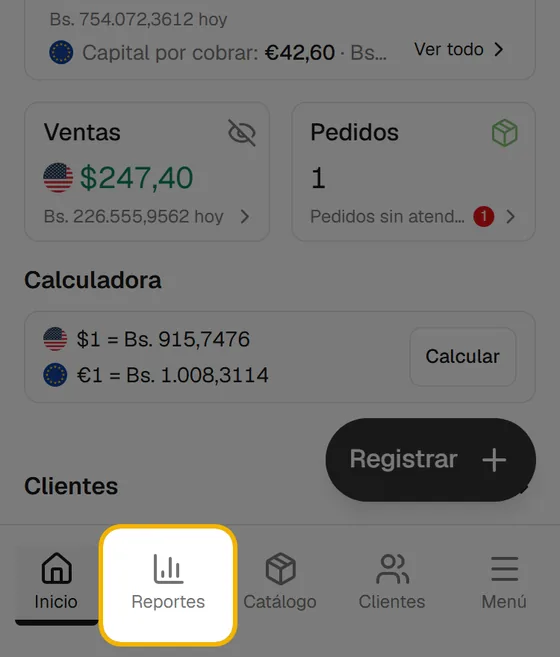 Bs. 754.072,3612 hoy
Capital por cobrar: €42,60 · Bs...
Ver todo
Ventas
$247,40
Bs. 226.555,9562 hoy
Pedidos
1
Pedidos sin atend... 1
Calculadora
$1 = Bs. 915,7476
€1 = Bs. 1.008,3114
Calcular
Registrar
Clientes
Inicio
Reportes
Catálogo
Clientes
Menú